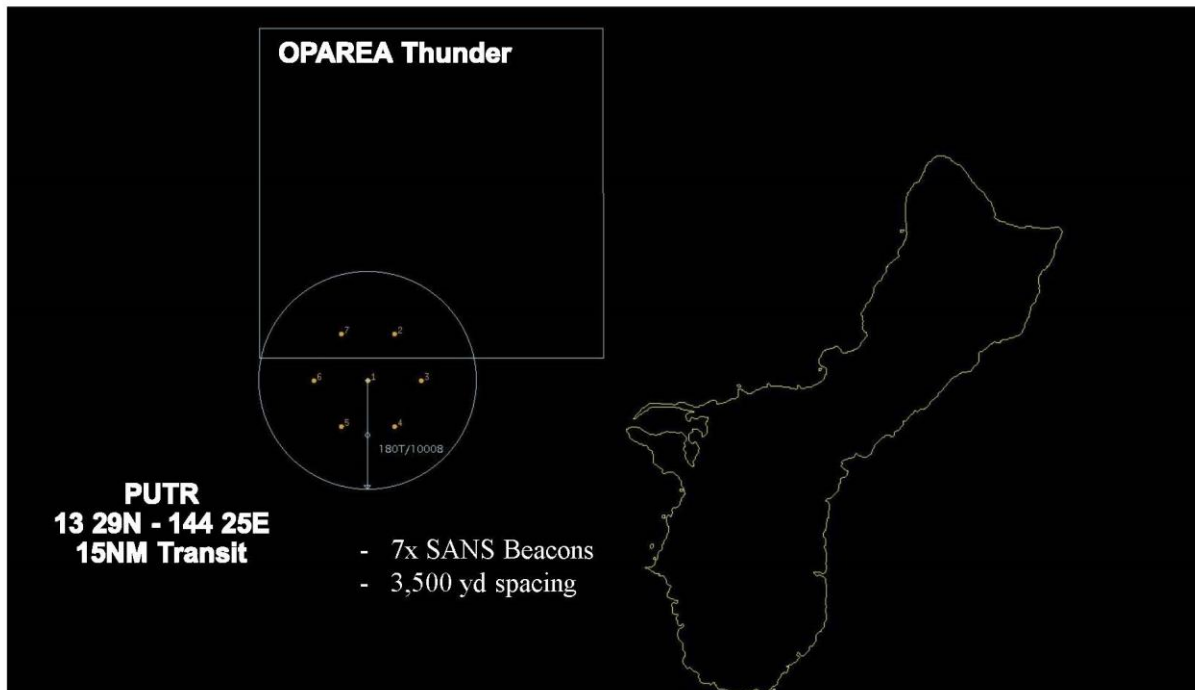 OPAREA Thunder
7
2
6
1
3
5
4
180T/10008
PUTR
13 29N - 144 25E
15NM Transit
- 7x SANS Beacons
- 3,500 yd spacing